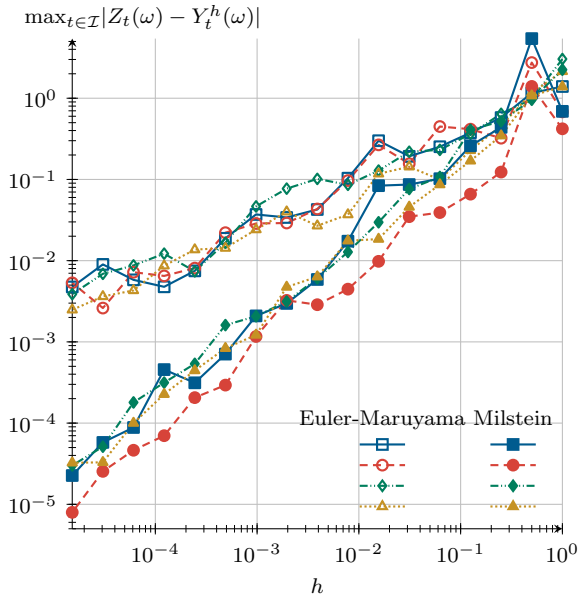 max_{t∈ℐ}|Z_t(ω) − Y_t^h(ω)|
10^0
10^{−1}
10^{−2}
10^{−3}
10^{−4}
10^{−5}
Euler-Maruyama Milstein
10^{−4} 10^{−3} 10^{−2} 10^{−1} 10^0
h